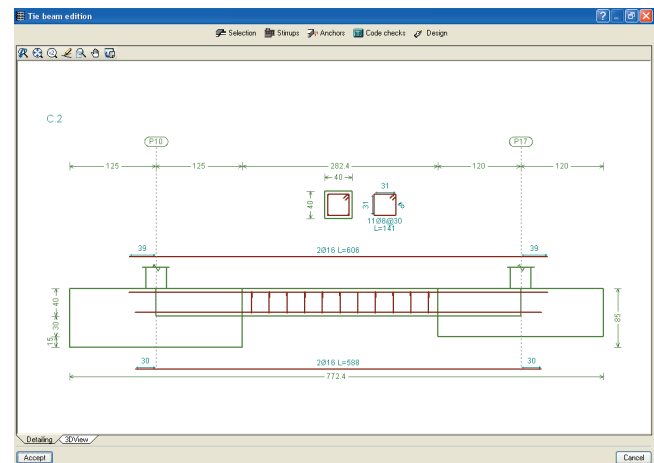 Tie beam edition
Selection Stirrups Anchors Code checks Design
C.2
P10 P17
125 125 282.4 120 120
40
31
40 31
11Ø8@30
L=141
39 2Ø16 L=606 39
40
30
15
85
30 2Ø16 L=588 30
772.4
Detailing 3DView
Accept Cancel